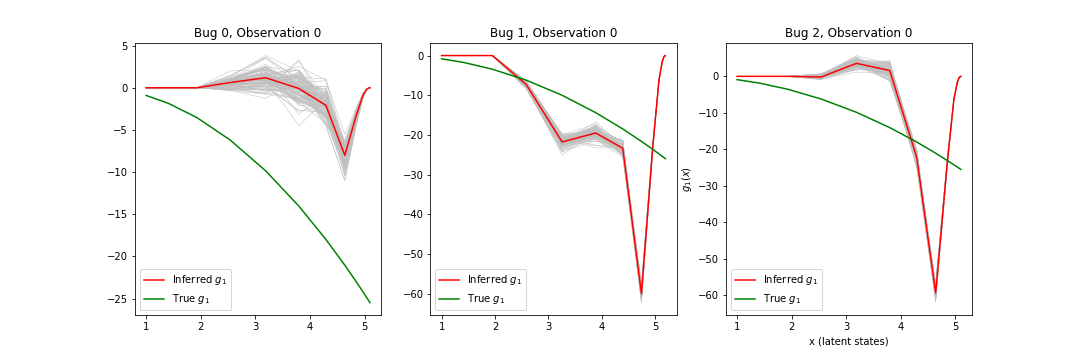 Bug 0, Observation 0
5
0
−5
−10
−15
−20
−25
1 2 3 4 5
Inferred g₁
True g₁
Bug 1, Observation 0
0
−10
−20
−30
−40
−50
−60
1 2 3 4 5
Inferred g₁
True g₁
Bug 2, Observation 0
g₁(x)
0
−10
−20
−30
−40
−50
−60
1 2 3 4 5
x (latent states)
Inferred g₁
True g₁